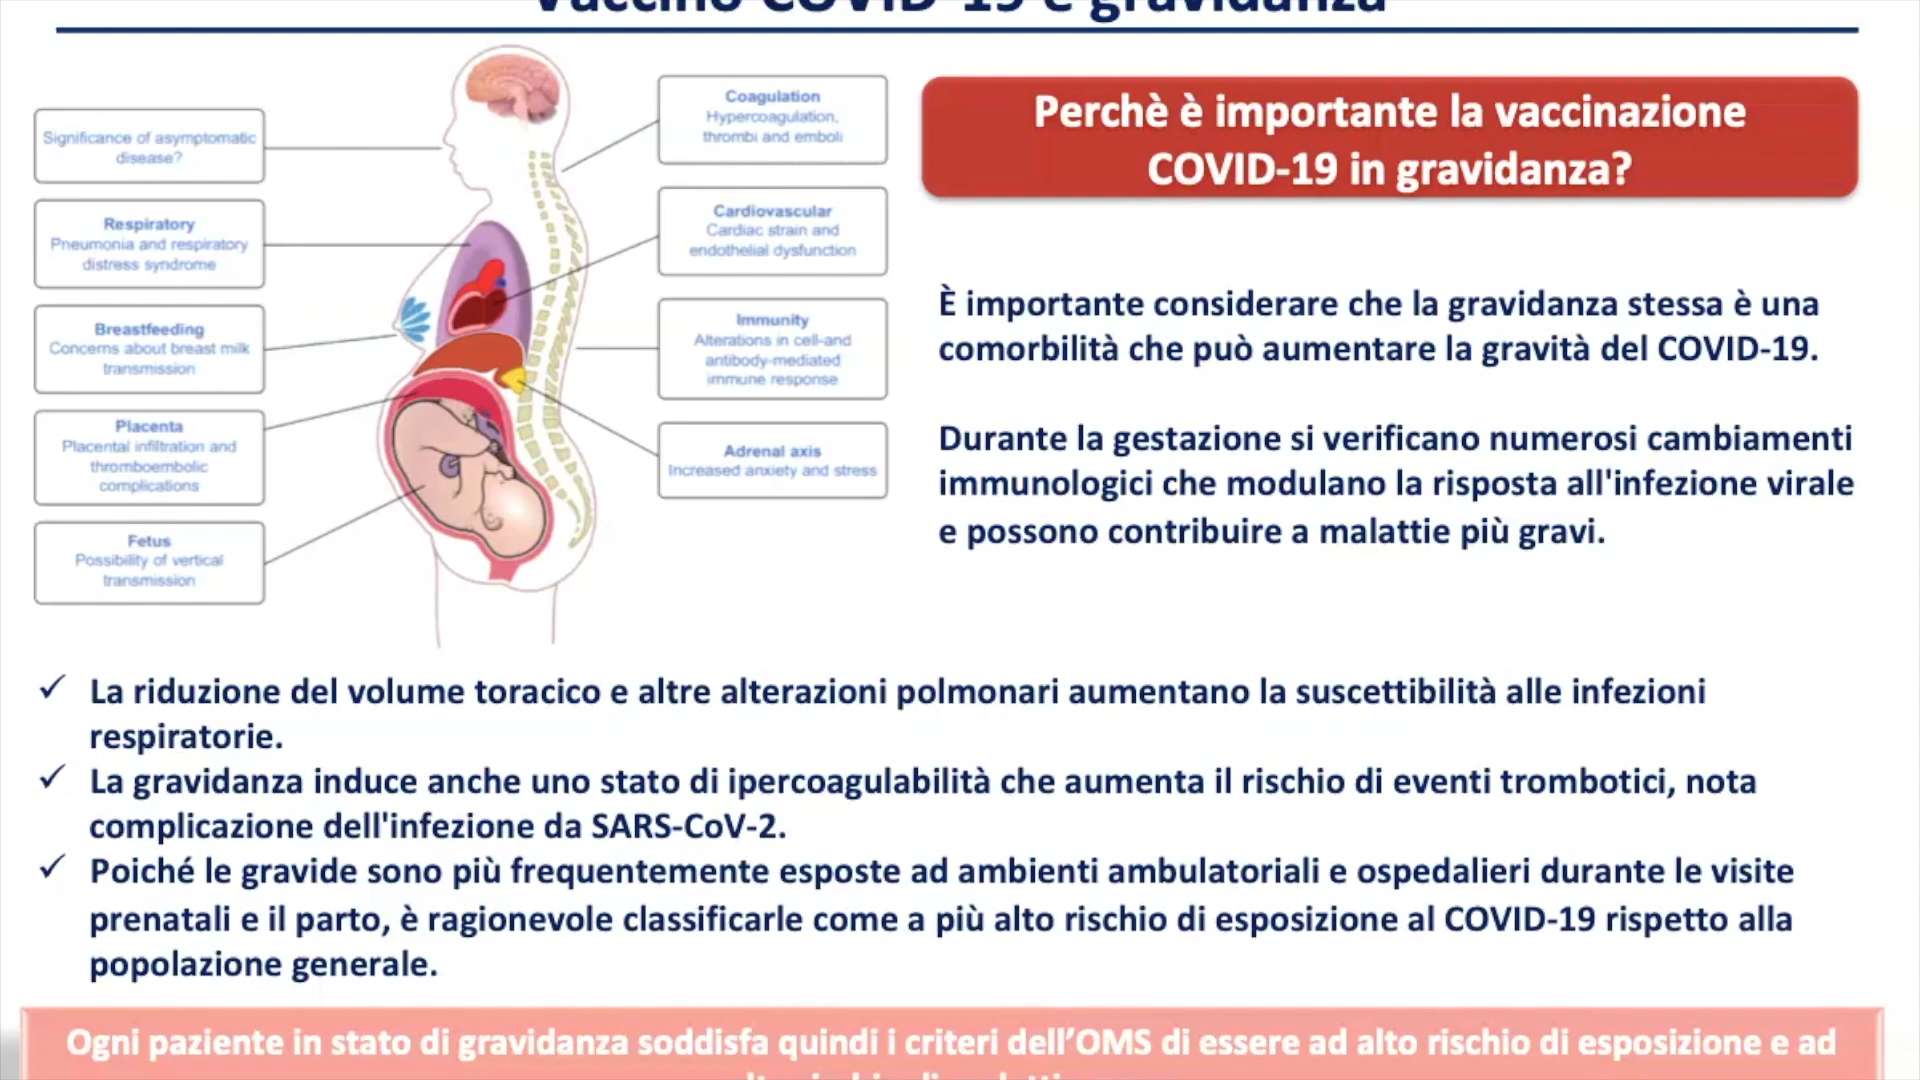 Vaccino COVID-19 e gravidanza
Significance of asymptomatic
disease?
Respiratory
Pneumonia and respiratory
distress syndrome
Breastfeeding
Concerns about breast milk
transmission
Placenta
Placental infiltration and
thromboembolic
complications
Fetus
Possibility of vertical
transmission
Coagulation
Hypercoagulation,
thrombi and emboli
Cardiovascular
Cardiac strain and
endothelial dysfunction
Immunity
Alterations in cell-and
antibody-mediated
immune response
Adrenal axis
Increased anxiety and stress
Perchè è importante la vaccinazione
COVID-19 in gravidanza?
È importante considerare che la gravidanza stessa è una
comorbilità che può aumentare la gravità del COVID-19.
Durante la gestazione si verificano numerosi cambiamenti
immunologici che modulano la risposta all'infezione virale
e possono contribuire a malattie più gravi.
✓ La riduzione del volume toracico e altre alterazioni polmonari aumentano la suscettibilità alle infezioni
respiratorie.
✓ La gravidanza induce anche uno stato di ipercoagulabilità che aumenta il rischio di eventi trombotici, nota
complicazione dell'infezione da SARS-CoV-2.
✓ Poiché le gravide sono più frequentemente esposte ad ambienti ambulatoriali e ospedalieri durante le visite
prenatali e il parto, è ragionevole classificarle come a più alto rischio di esposizione al COVID-19 rispetto alla
popolazione generale.
Ogni paziente in stato di gravidanza soddisfa quindi i criteri dell’OMS di essere ad alto rischio di esposizione e ad